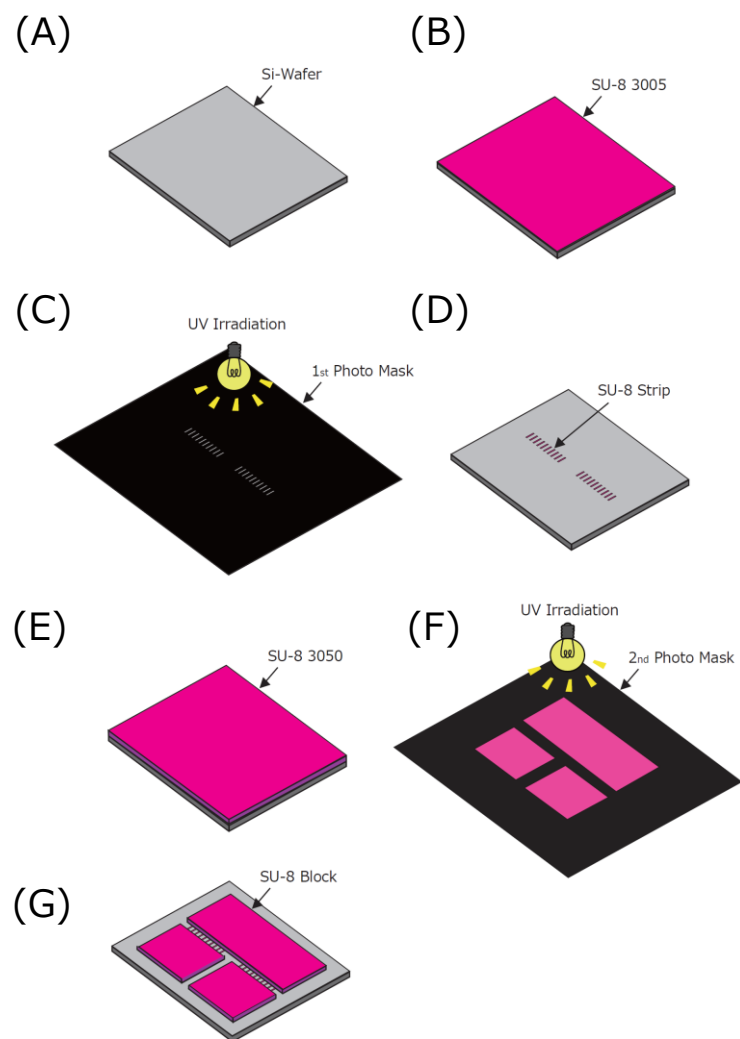 (A)
Si-Wafer
(B)
SU-8 3005
(C)
UV Irradiation
1st Photo Mask
(D)
SU-8 Strip
(E)
SU-8 3050
(F)
UV Irradiation
2nd Photo Mask
(G)
SU-8 Block